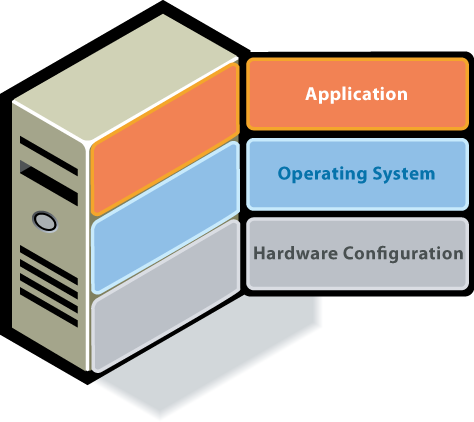 Application
Operating System
Hardware Configuration